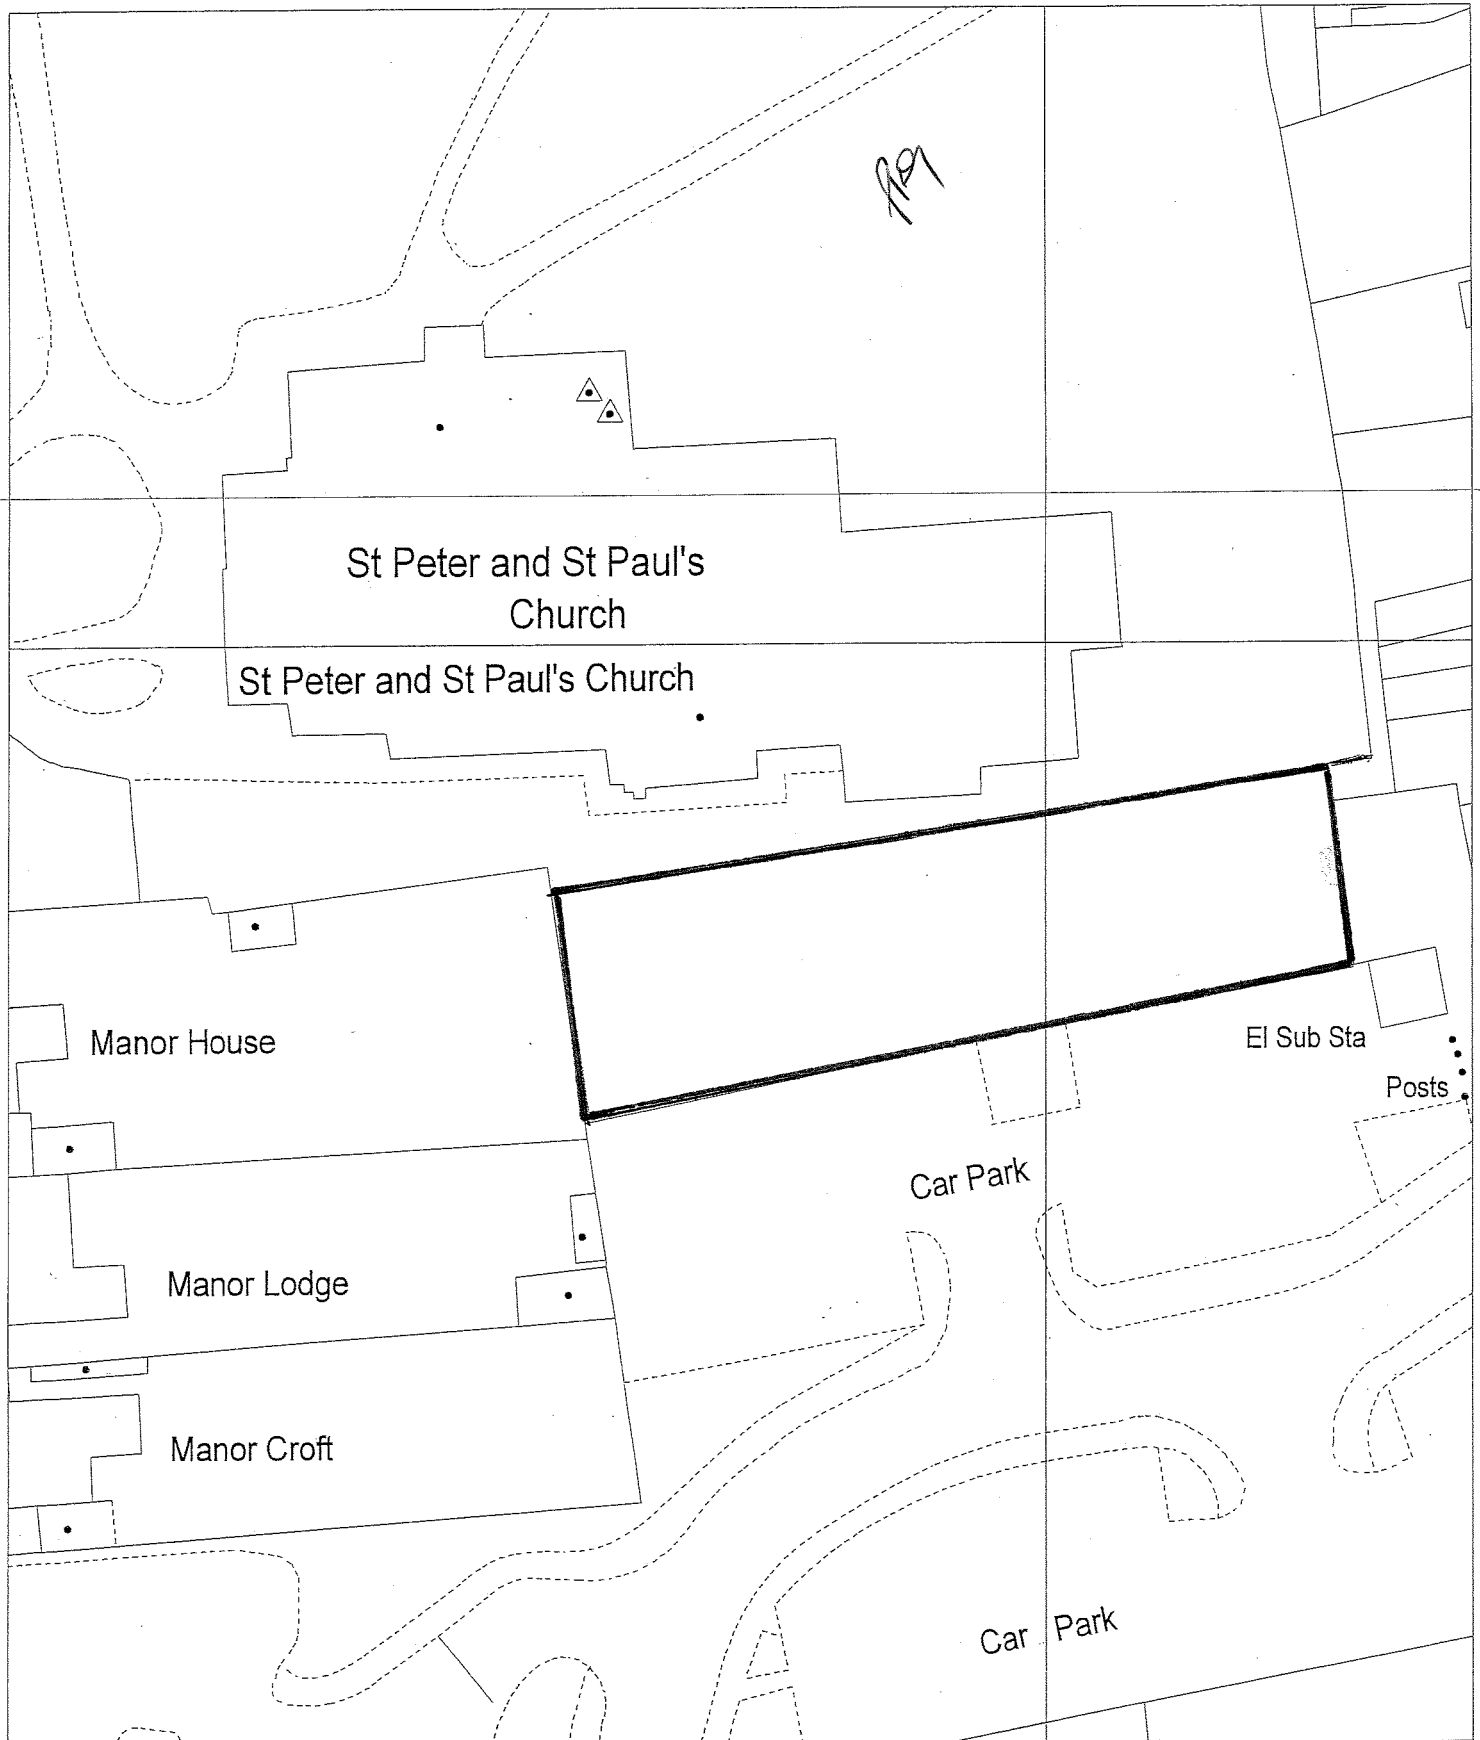 St Peter and St Paul's
Church
St Peter and St Paul's Church
Manor House
El Sub Sta
Posts
Car Park
Manor Lodge
Manor Croft
Car Park